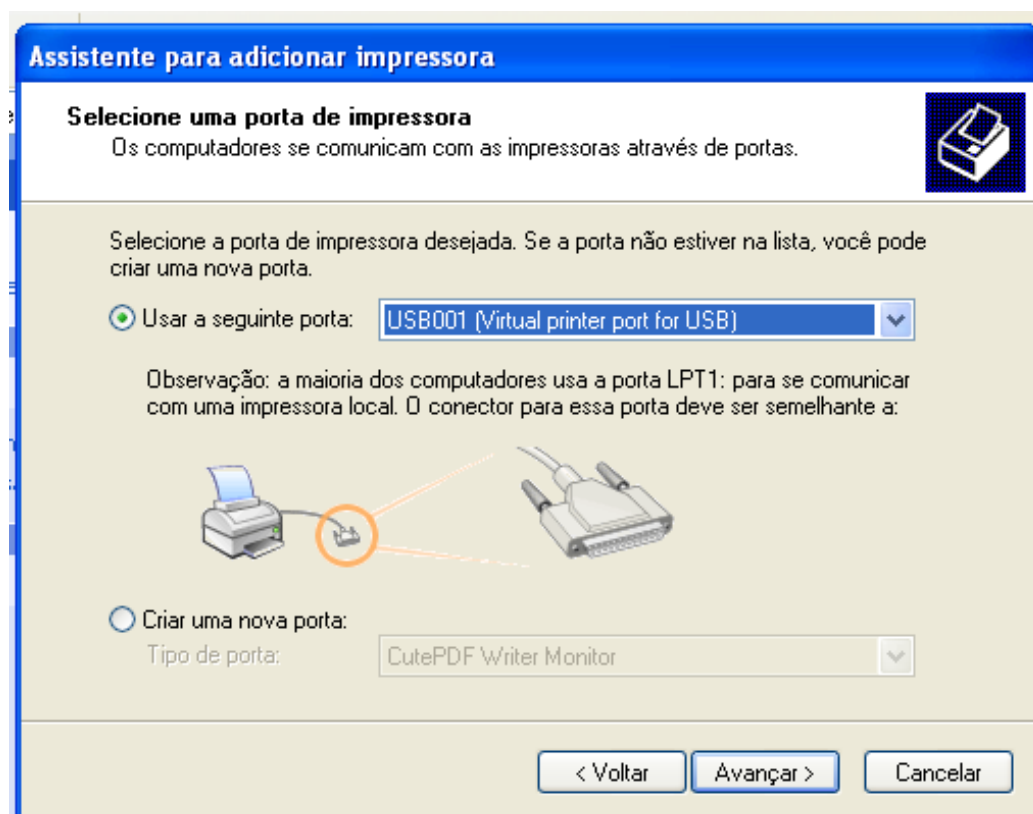 Assistente para adicionar impressora
Selecione uma porta de impressora
Os computadores se comunicam com as impressoras através de portas.
Selecione a porta de impressora desejada. Se a porta não estiver na lista, você pode
criar uma nova porta.
Usar a seguinte porta: USB001 (Virtual printer port for USB)
Observação: a maioria dos computadores usa a porta LPT1: para se comunicar
com uma impressora local. O conector para essa porta deve ser semelhante a:
Criar uma nova porta:
Tipo de porta: CutePDF Writer Monitor
< Voltar Avançar > Cancelar